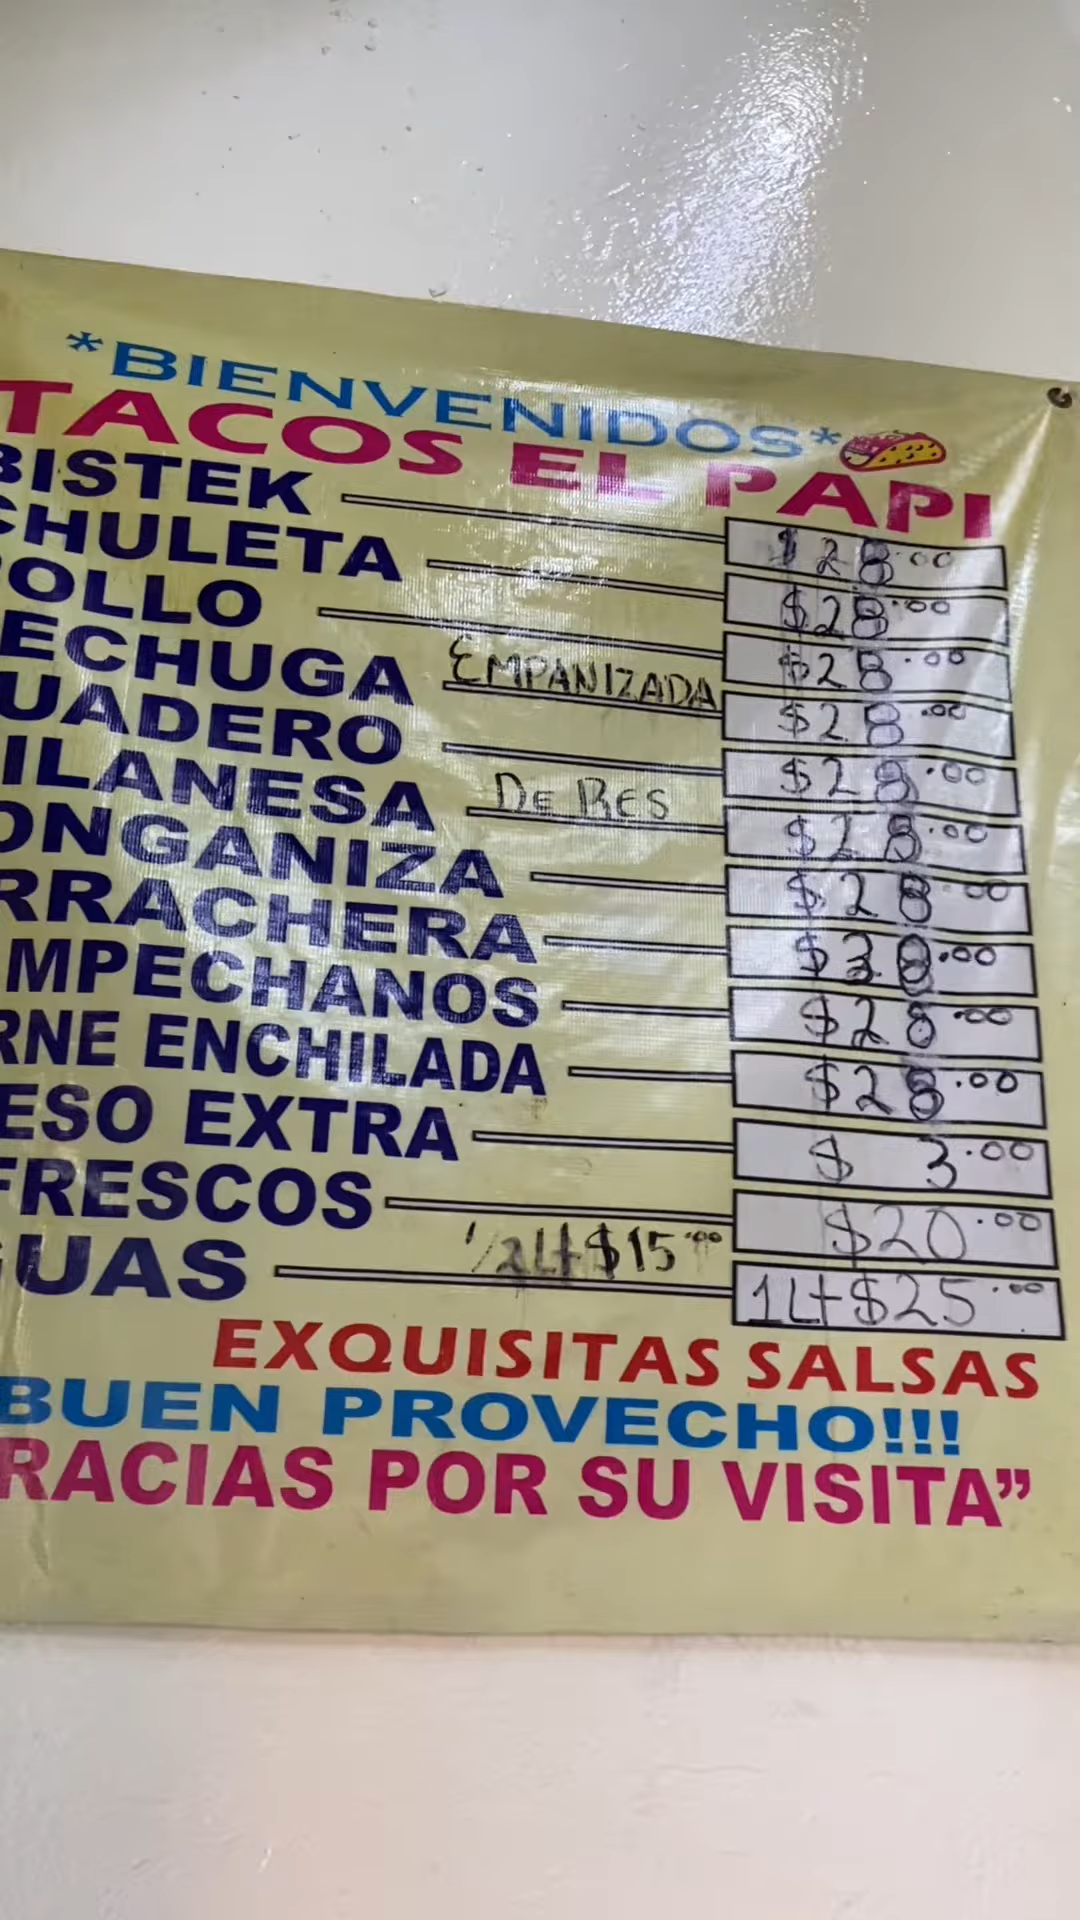 *BIENVENIDOS*
TACOS EL PAPI
BISTEK $28.00
CHULETA $28.00
OLLO $28.00
ECHUGA EMPANIZADA $28.00
UADERO $28.00
ILANESA DE RES $28.00
ONGANIZA $28.00
RRACHERA $38.00
MPECHANOS $28.00
RNE ENCHILADA $28.00
ESO EXTRA $ 3.00
FRESCOS $20.00
GUAS 1/2Lt $15.00 1Lt $25.00
EXQUISITAS SALSAS
BUEN PROVECHO!!!
RACIAS POR SU VISITA”